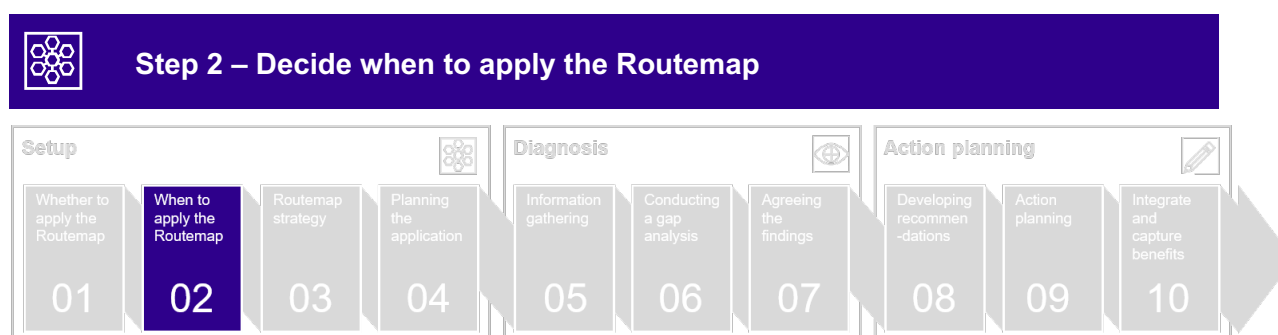 Step 2 – Decide when to apply the Routemap
Setup
Diagnosis
Action planning
Whether to
apply the
Routemap
01
When to
apply the
Routemap
02
Routemap
strategy
03
Planning
the
application
04
Information
gathering
05
Conducting
a gap
analysis
06
Agreeing
the
findings
07
Developing
recommen
-dations
08
Action
planning
09
Integrate
and
capture
benefits
10